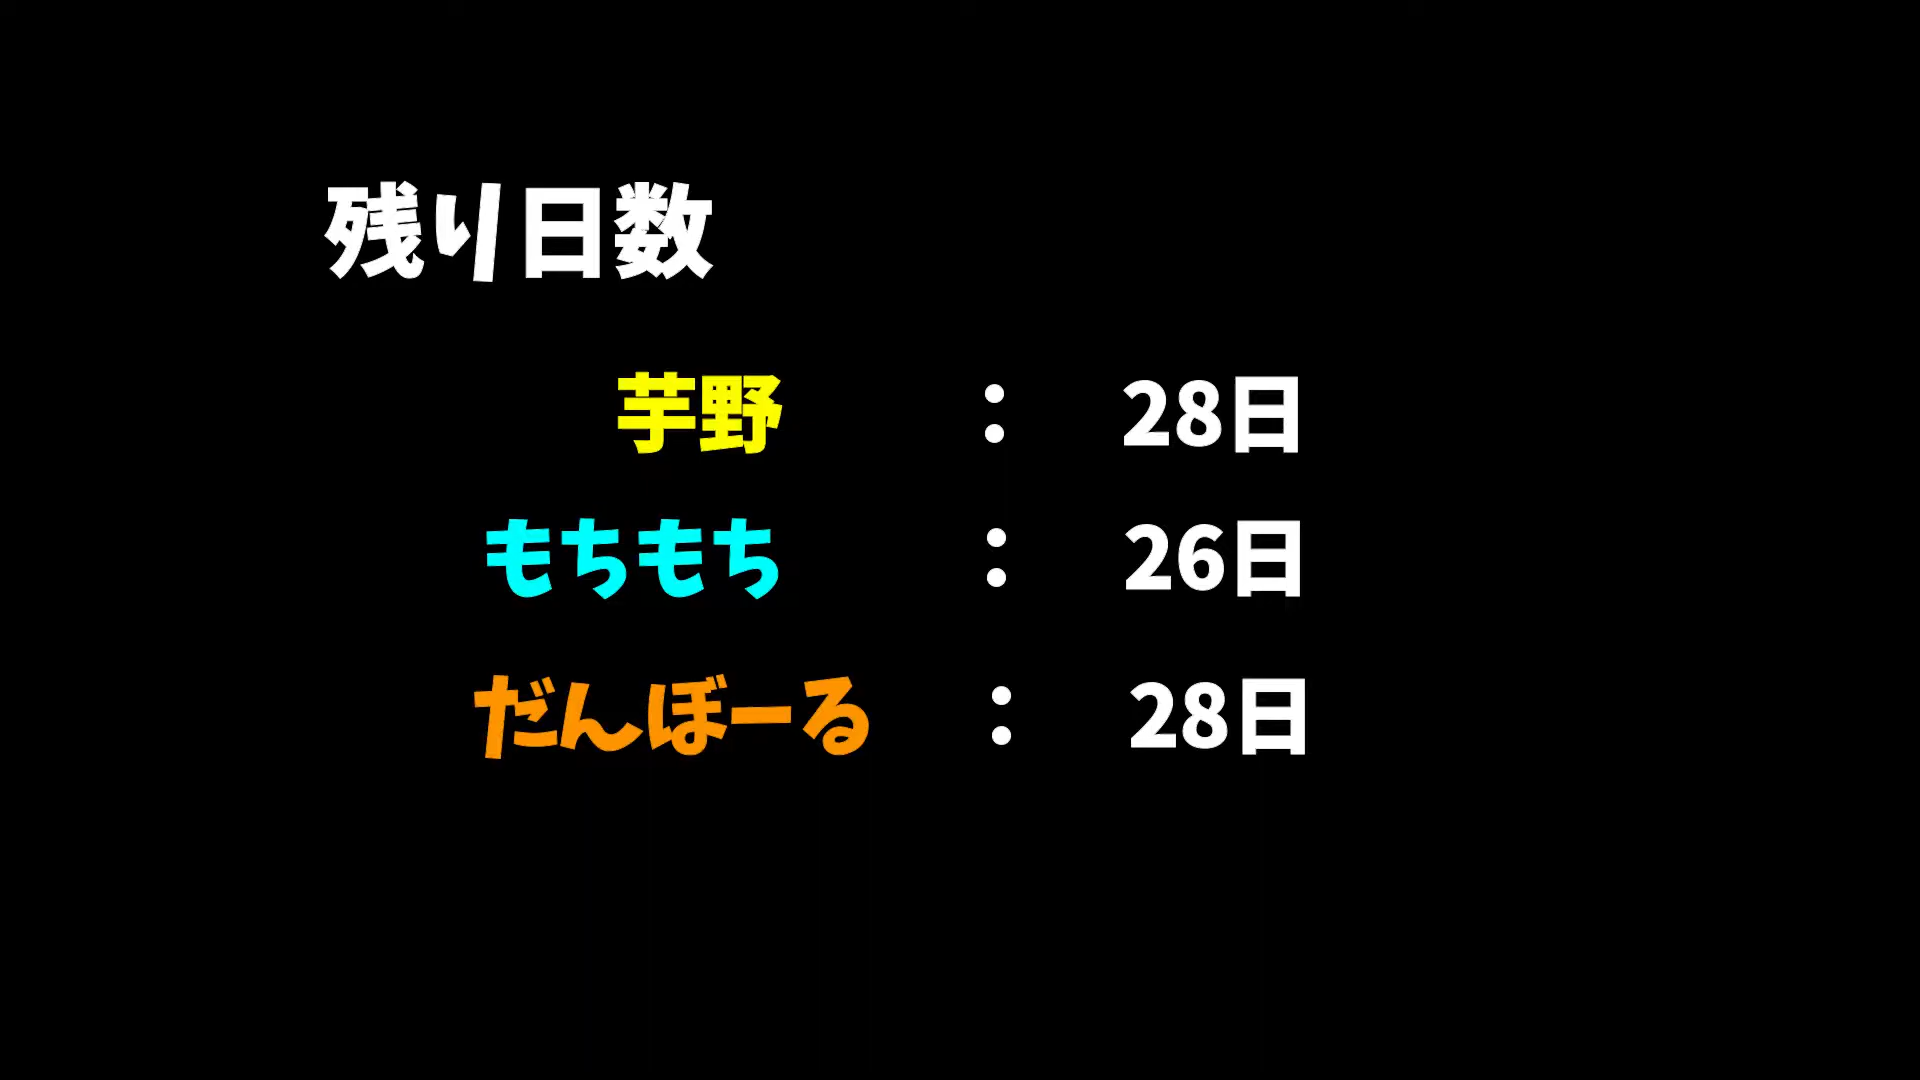 残り日数
芋野 : 28日
もちもち : 26日
だんぼーる : 28日